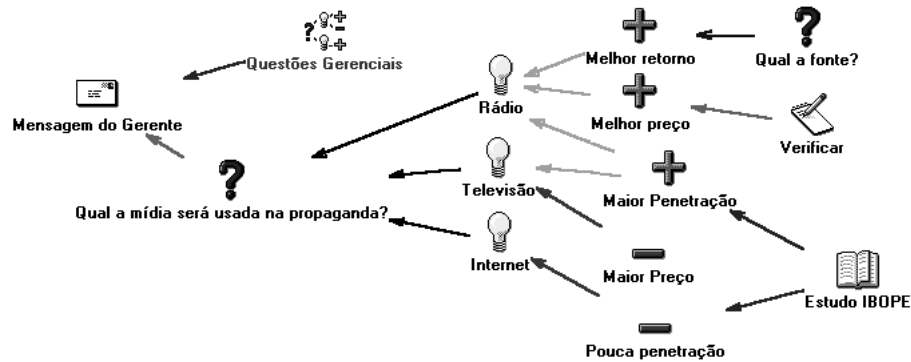 Questões Gerenciais
Mensagem do Gerente
Qual a mídia será usada na propaganda?
Rádio
Televisão
Internet
Melhor retorno
Qual a fonte?
Melhor preço
Verificar
Maior Penetração
Maior Preço
Estudo IBOPE
Pouca penetração